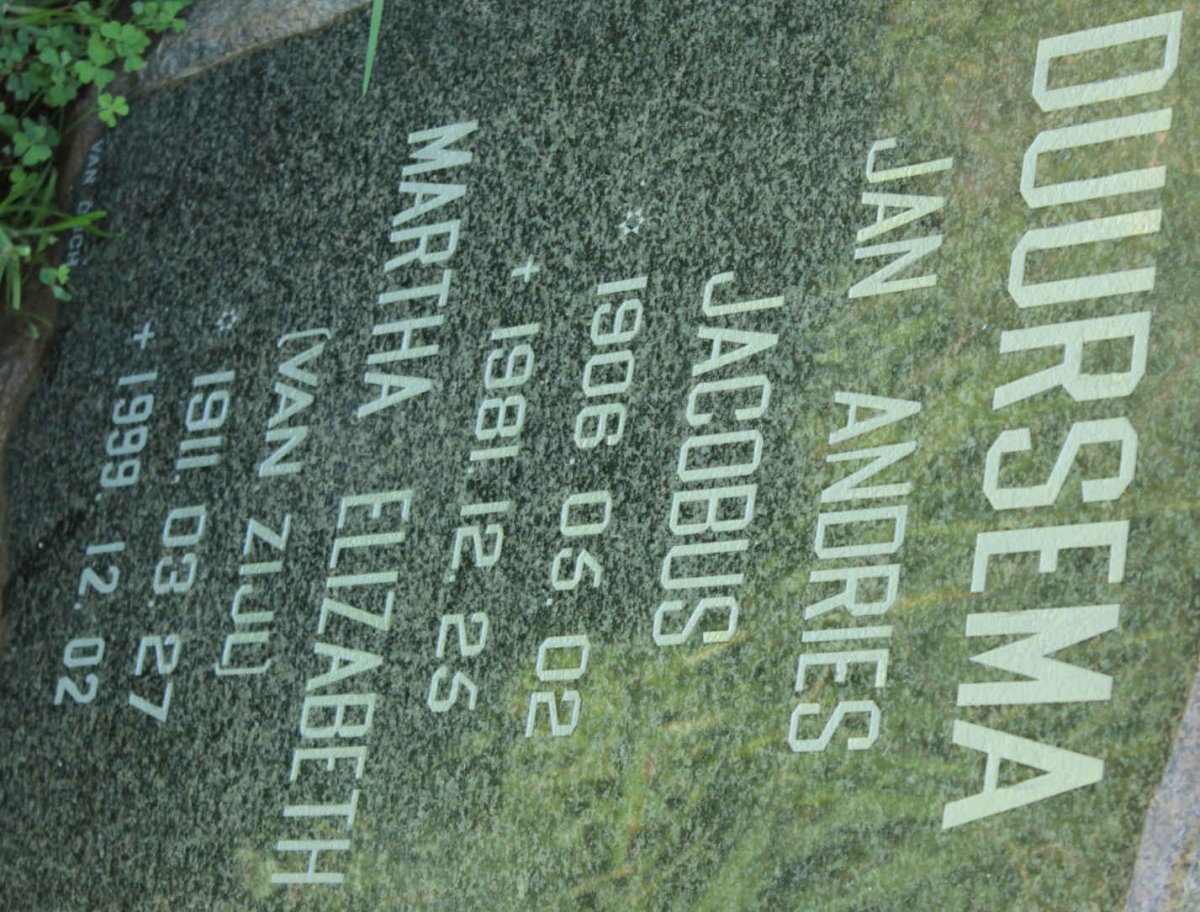 DUURSEMA
JAN ANDRIES
JACOBUS
✡ 1906. 05. 02
✝ 1981. 12. 25
MARTHA ELIZABETH
(VAN ZIJL)
✡ 1911. 03. 27
✝ 1999. 12. 02
VAN